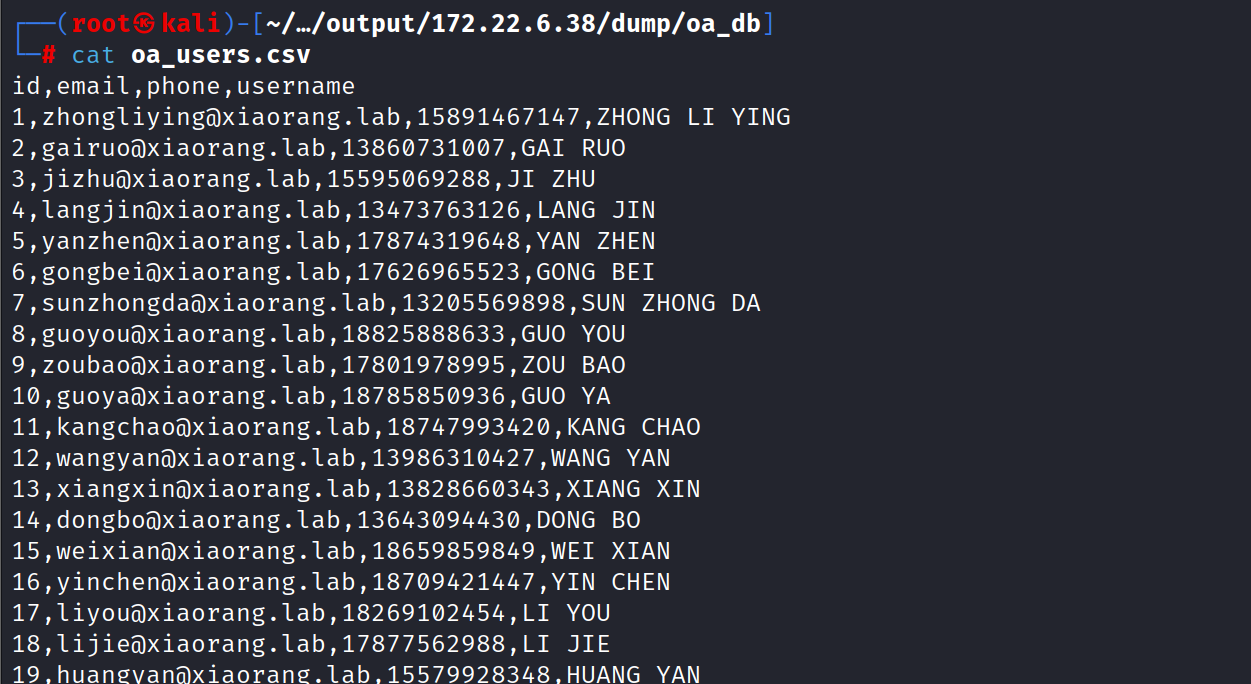 ┌──(root㉿kali)-[~/…/output/172.22.6.38/dump/oa_db]
└─# cat oa_users.csv
id,email,phone,username
1,zhongliying@xiaorang.lab,15891467147,ZHONG LI YING
2,gairuo@xiaorang.lab,13860731007,GAI RUO
3,jizhu@xiaorang.lab,15595069288,JI ZHU
4,langjin@xiaorang.lab,13473763126,LANG JIN
5,yanzhen@xiaorang.lab,17874319648,YAN ZHEN
6,gongbei@xiaorang.lab,17626965523,GONG BEI
7,sunzhongda@xiaorang.lab,13205569898,SUN ZHONG DA
8,guoyou@xiaorang.lab,18825888633,GUO YOU
9,zoubao@xiaorang.lab,17801978995,ZOU BAO
10,guoya@xiaorang.lab,18785850936,GUO YA
11,kangchao@xiaorang.lab,18747993420,KANG CHAO
12,wangyan@xiaorang.lab,13986310427,WANG YAN
13,xiangxin@xiaorang.lab,13828660343,XIANG XIN
14,dongbo@xiaorang.lab,13643094430,DONG BO
15,weixian@xiaorang.lab,18659859849,WEI XIAN
16,yinchen@xiaorang.lab,18709421447,YIN CHEN
17,liyou@xiaorang.lab,18269102454,LI YOU
18,lijie@xiaorang.lab,17877562988,LI JIE
19,huangyan@xiaorang.lab,15579928348,HUANG YAN